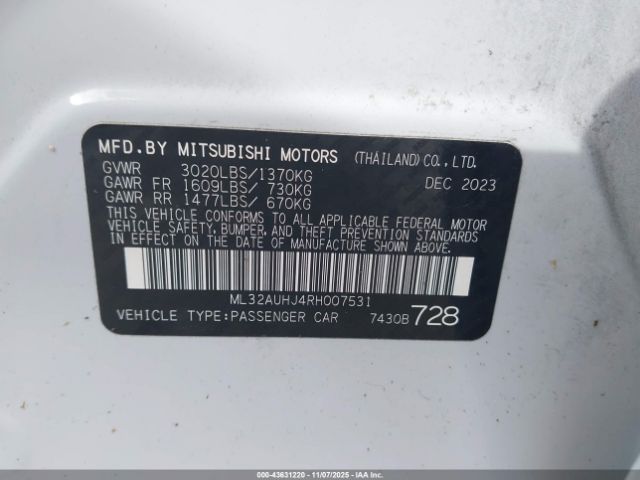 MFD.BY MITSUBISHI MOTORS (THAILAND) CO., LTD.
GVWR 3020LBS/1370KG DEC 2023
GAWR FR 1609LBS/ 730KG
GAWR RR 1477LBS/ 670KG
THIS VEHICLE CONFORMS TO ALL APPLICABLE FEDERAL MOTOR
VEHICLE SAFETY, BUMPER, AND THEFT PREVENTION STANDARDS
IN EFFECT ON THE DATE OF MANUFACTURE SHOWN ABOVE.
ML32AUHJ4RH007531
VEHICLE TYPE:PASSENGER CAR 7430B 728
000-43631220 - 11/07/2025 - IAAI.COM